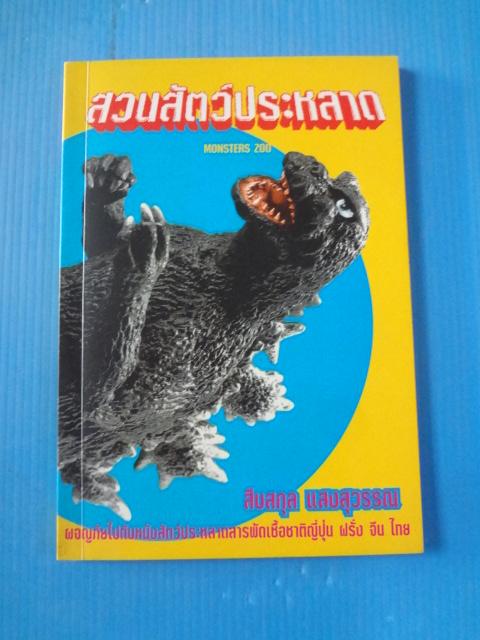 สวนสัตว์ประหลาด
MONSTERS ZOO
สืบสกุล แสงสุวรรณ
ผจญภัยไปกับหนังสัตว์ประหลาดสารพัดเชื้อชาติญี่ปุ่น ฝรั่ง จีน ไทย